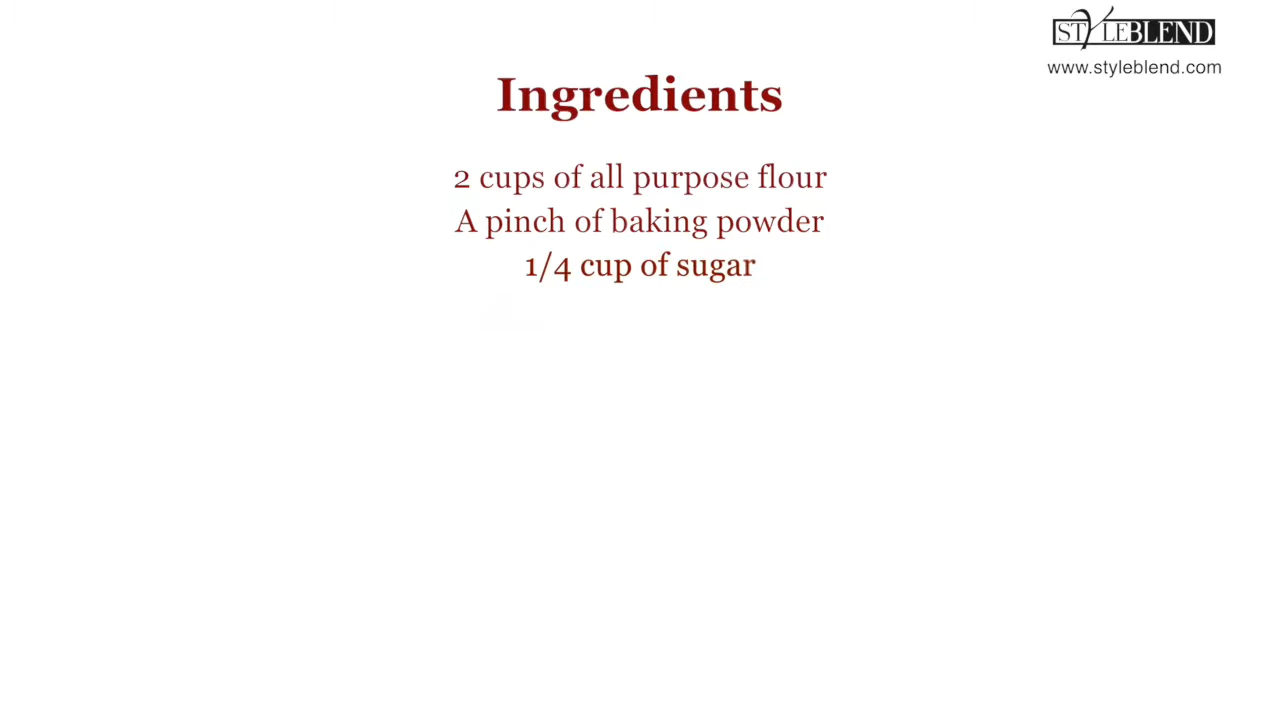 STYLEBLEND
www.styleblend.com
Ingredients
2 cups of all purpose flour
A pinch of baking powder
1/4 cup of sugar